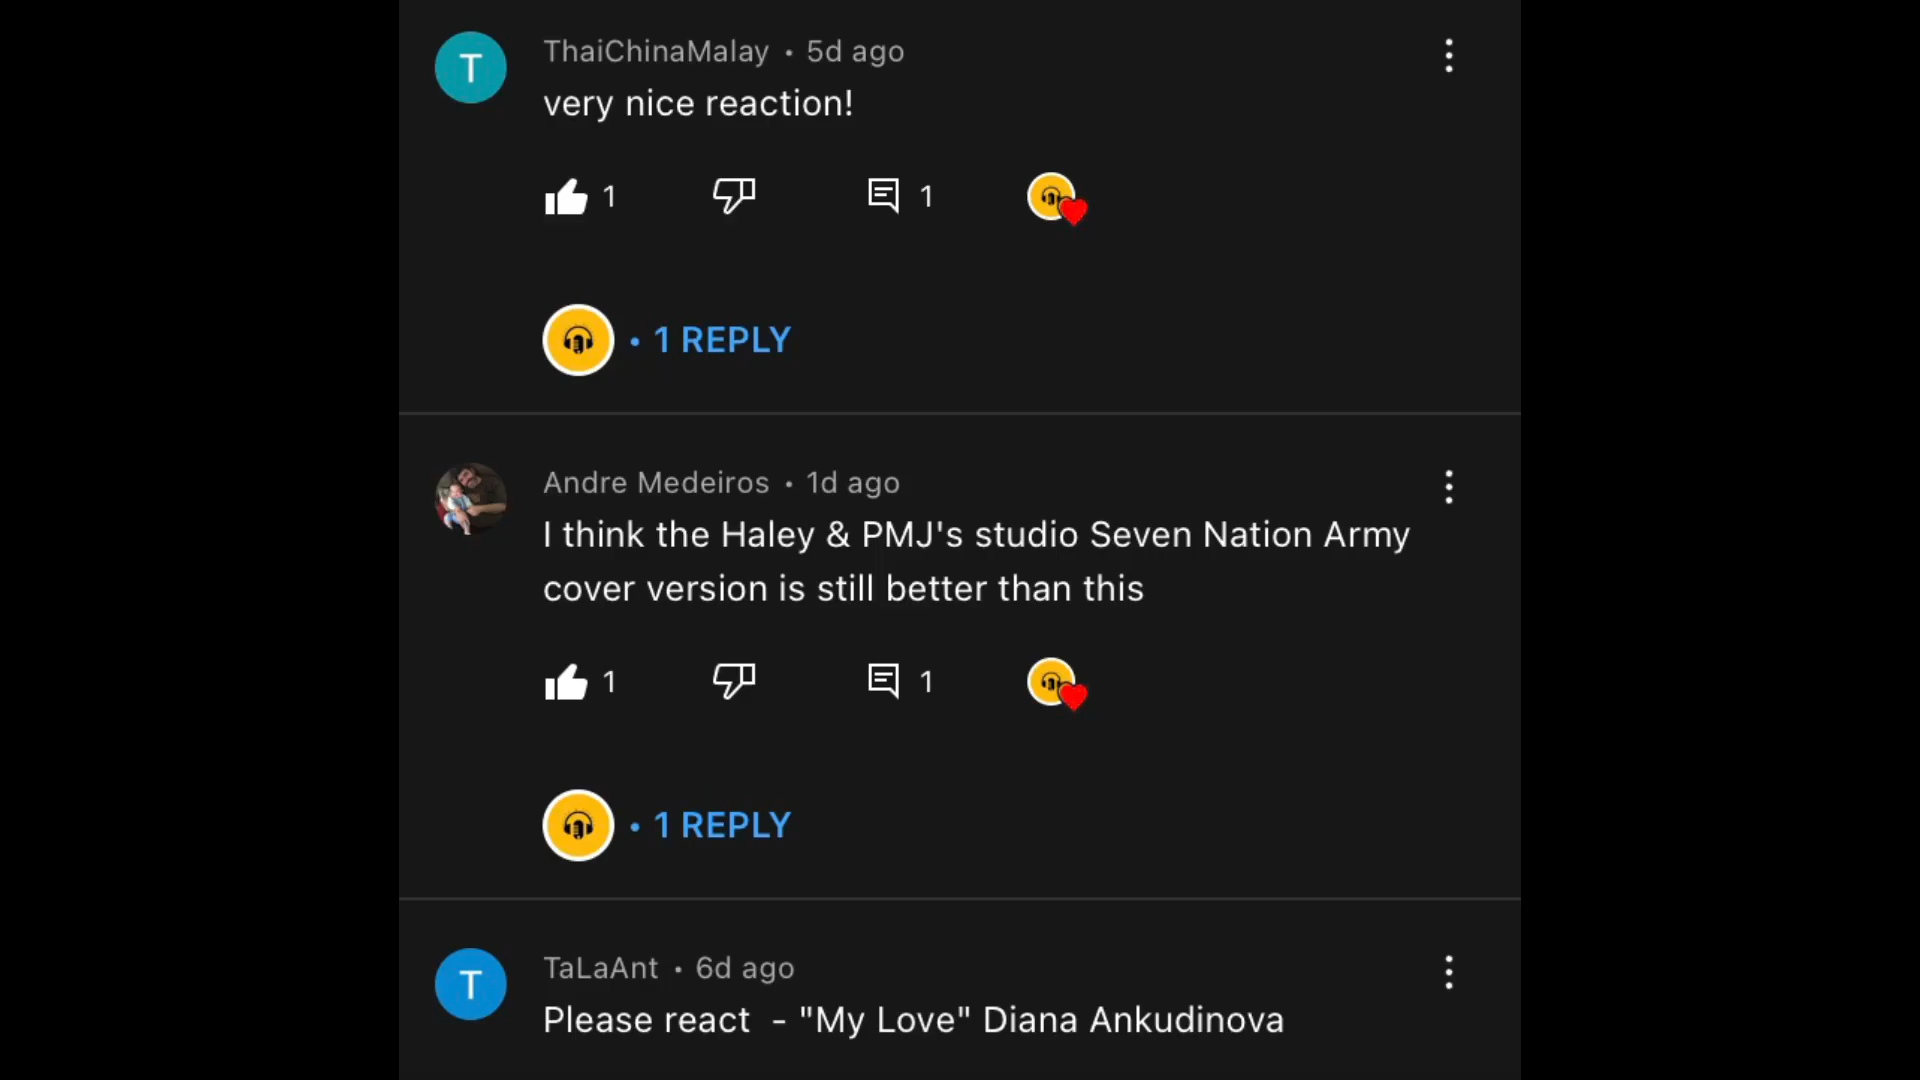 T
ThaiChinaMalay • 5d ago
very nice reaction!
1
1
• 1 REPLY
Andre Medeiros • 1d ago
I think the Haley & PMJ's studio Seven Nation Army
cover version is still better than this
1
1
• 1 REPLY
T
TaLaAnt • 6d ago
Please react - "My Love" Diana Ankudinova